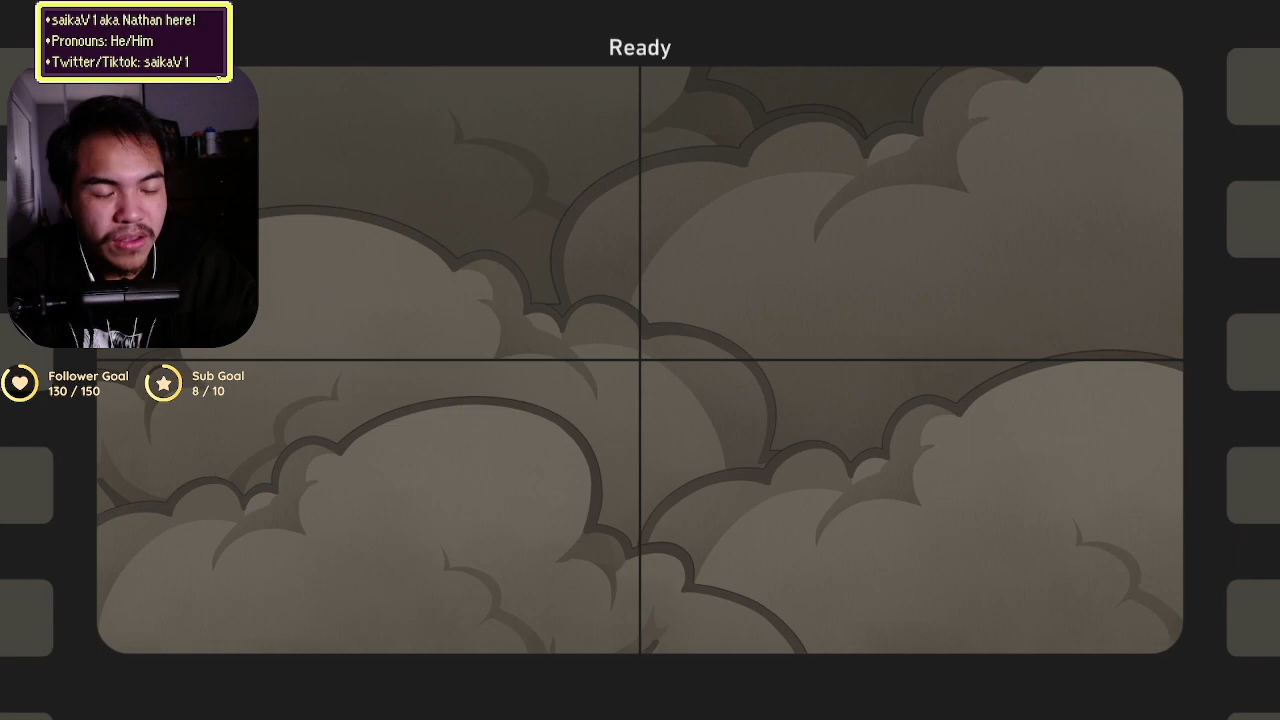 •saikaV1 aka Nathan here!
•Pronouns: He/Him
•Twitter/Tiktok: saikaV1
Ready
Follower Goal
130 / 150
Sub Goal
8 / 10